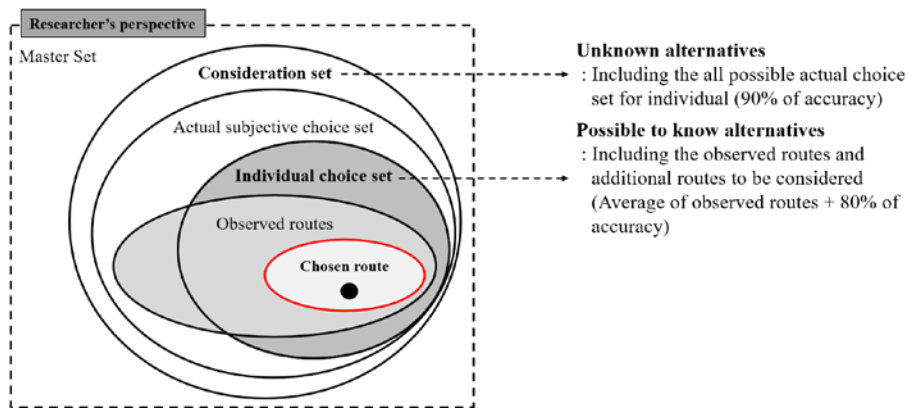 Researcher's perspective
Master Set
Consideration set
Actual subjective choice set
Individual choice set
Observed routes
Chosen route
Unknown alternatives
: Including the all possible actual choice
set for individual (90% of accuracy)
Possible to know alternatives
: Including the observed routes and
additional routes to be considered
(Average of observed routes + 80% of
accuracy)